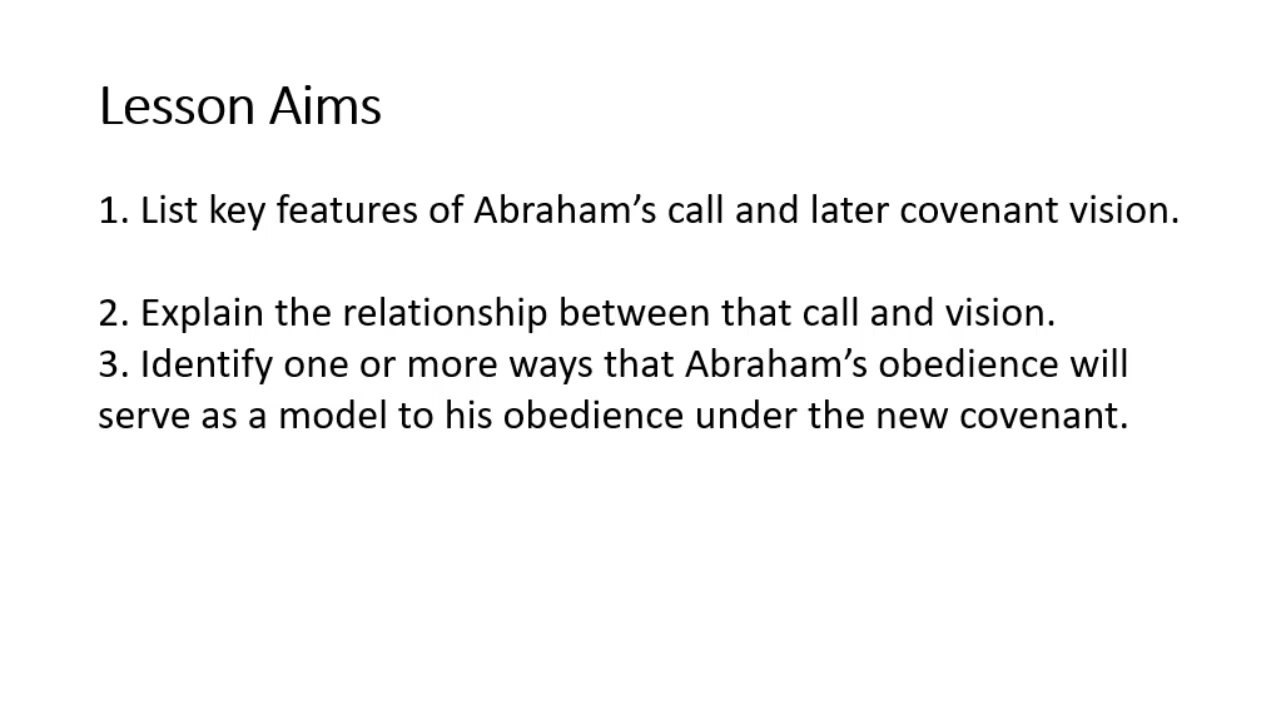 Lesson Aims
1. List key features of Abraham’s call and later covenant vision.
2. Explain the relationship between that call and vision.
3. Identify one or more ways that Abraham’s obedience will
serve as a model to his obedience under the new covenant.